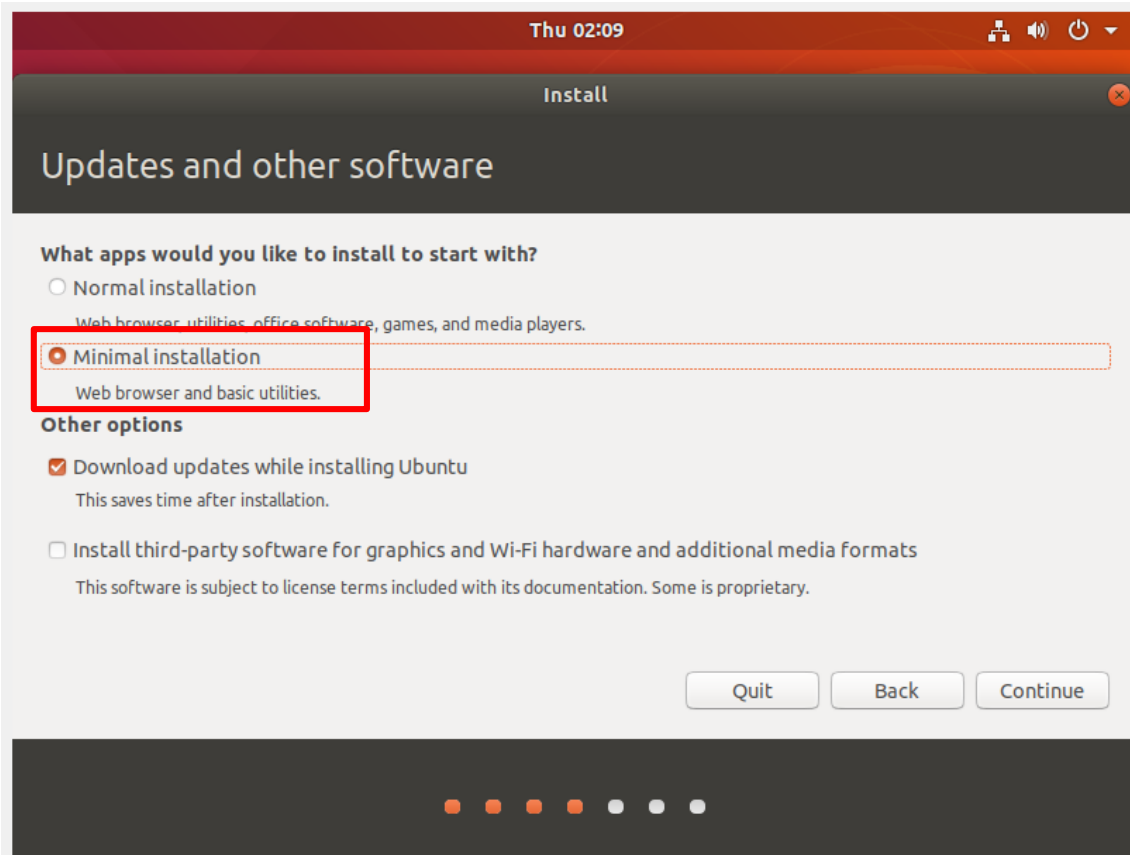 Thu 02:09
Install
Updates and other software
What apps would you like to install to start with?
Normal installation
Web browser, utilities, office software, games, and media players.
Minimal installation
Web browser and basic utilities.
Other options
Download updates while installing Ubuntu
This saves time after installation.
Install third-party software for graphics and Wi-Fi hardware and additional media formats
This software is subject to license terms included with its documentation. Some is proprietary.
Quit Back Continue